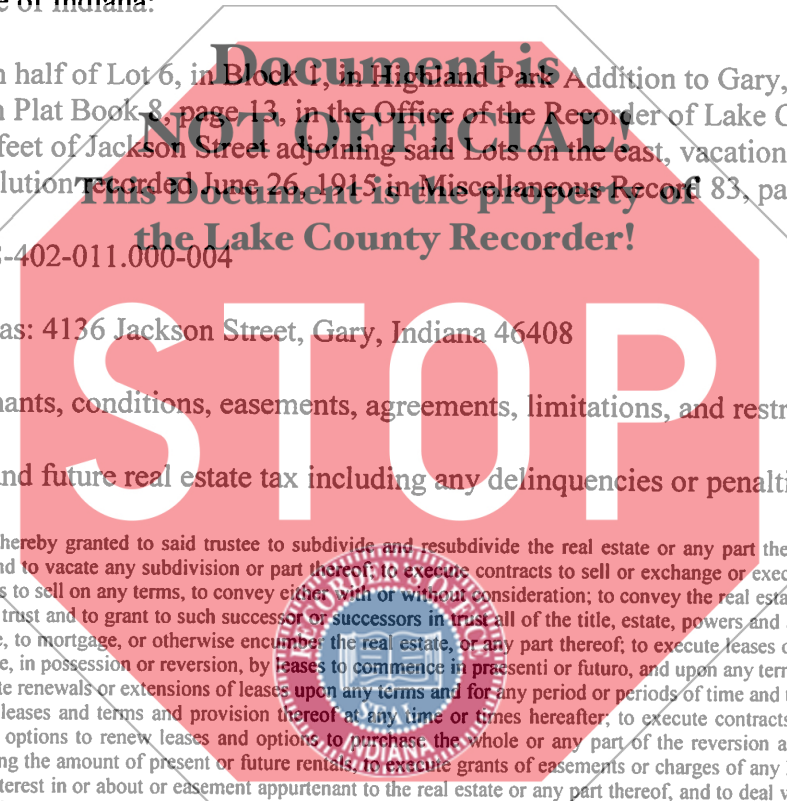 e of Indiana:
Document is
half of Lot 6, in Block 1, in Highland Park Addition to Gary,
n Plat Book 8, page 13, in the Office of the Recorder of Lake C
NOT OFFICIAL!
feet of Jackson Street adjoining said Lots on the east, vacation
lution recorded June 26, 1915 in Miscellaneous Record 83, pa
This Document is the property of
the Lake County Recorder!
-402-011.000-004
STOP
as: 4136 Jackson Street, Gary, Indiana 46408
nants, conditions, easements, agreements, limitations, and restr
nd future real estate tax including any delinquencies or penalti
hereby granted to said trustee to subdivide and resubdivide the real estate or any part the
nd to vacate any subdivision or part thereof; to execute contracts to sell or exchange or exec
s to sell on any terms, to convey either with or without consideration; to convey the real esta
trust and to grant to such successor or successors in trust all of the title, estate, powers and
e, to mortgage, or otherwise encumber the real estate, or any part thereof; to execute leases o
e, in possession or reversion, by leases to commence in praesenti or futuro, and upon any term
te renewals or extensions of leases upon any terms and for any period or periods of time and
leases and terms and provision thereof at any time or times hereafter; to execute contracts
options to renew leases and options to purchase the whole or any part of the reversion a
ng the amount of present or future rentals, to execute grants of easements or charges of any
terest in or about or easement appurtenant to the real estate or any part thereof, and to deal w
SEAL
INDIANA